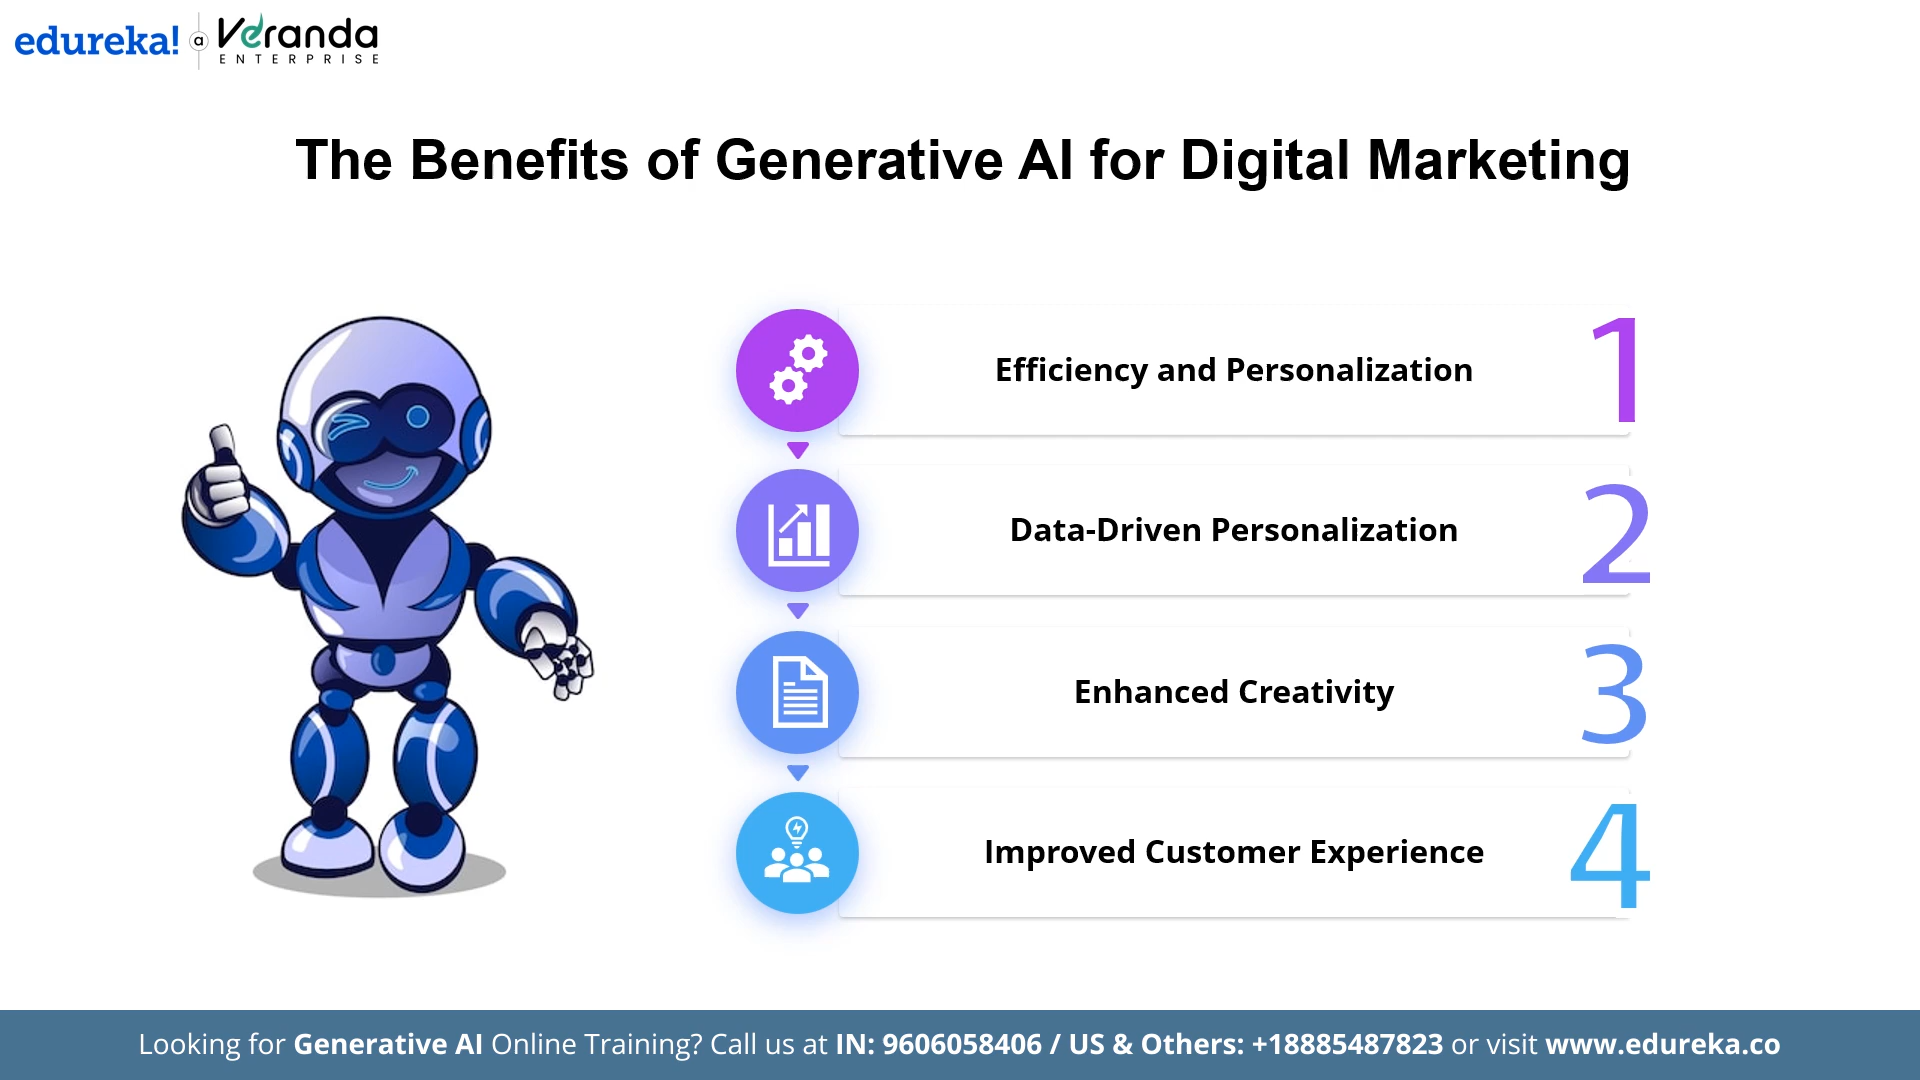 edureka! a Veranda
ENTERPRISE
The Benefits of Generative AI for Digital Marketing
Efficiency and Personalization 1
Data-Driven Personalization 2
Enhanced Creativity 3
Improved Customer Experience 4
Looking for Generative AI Online Training? Call us at IN: 9606058406 / US & Others: +18885487823 or visit www.edureka.co